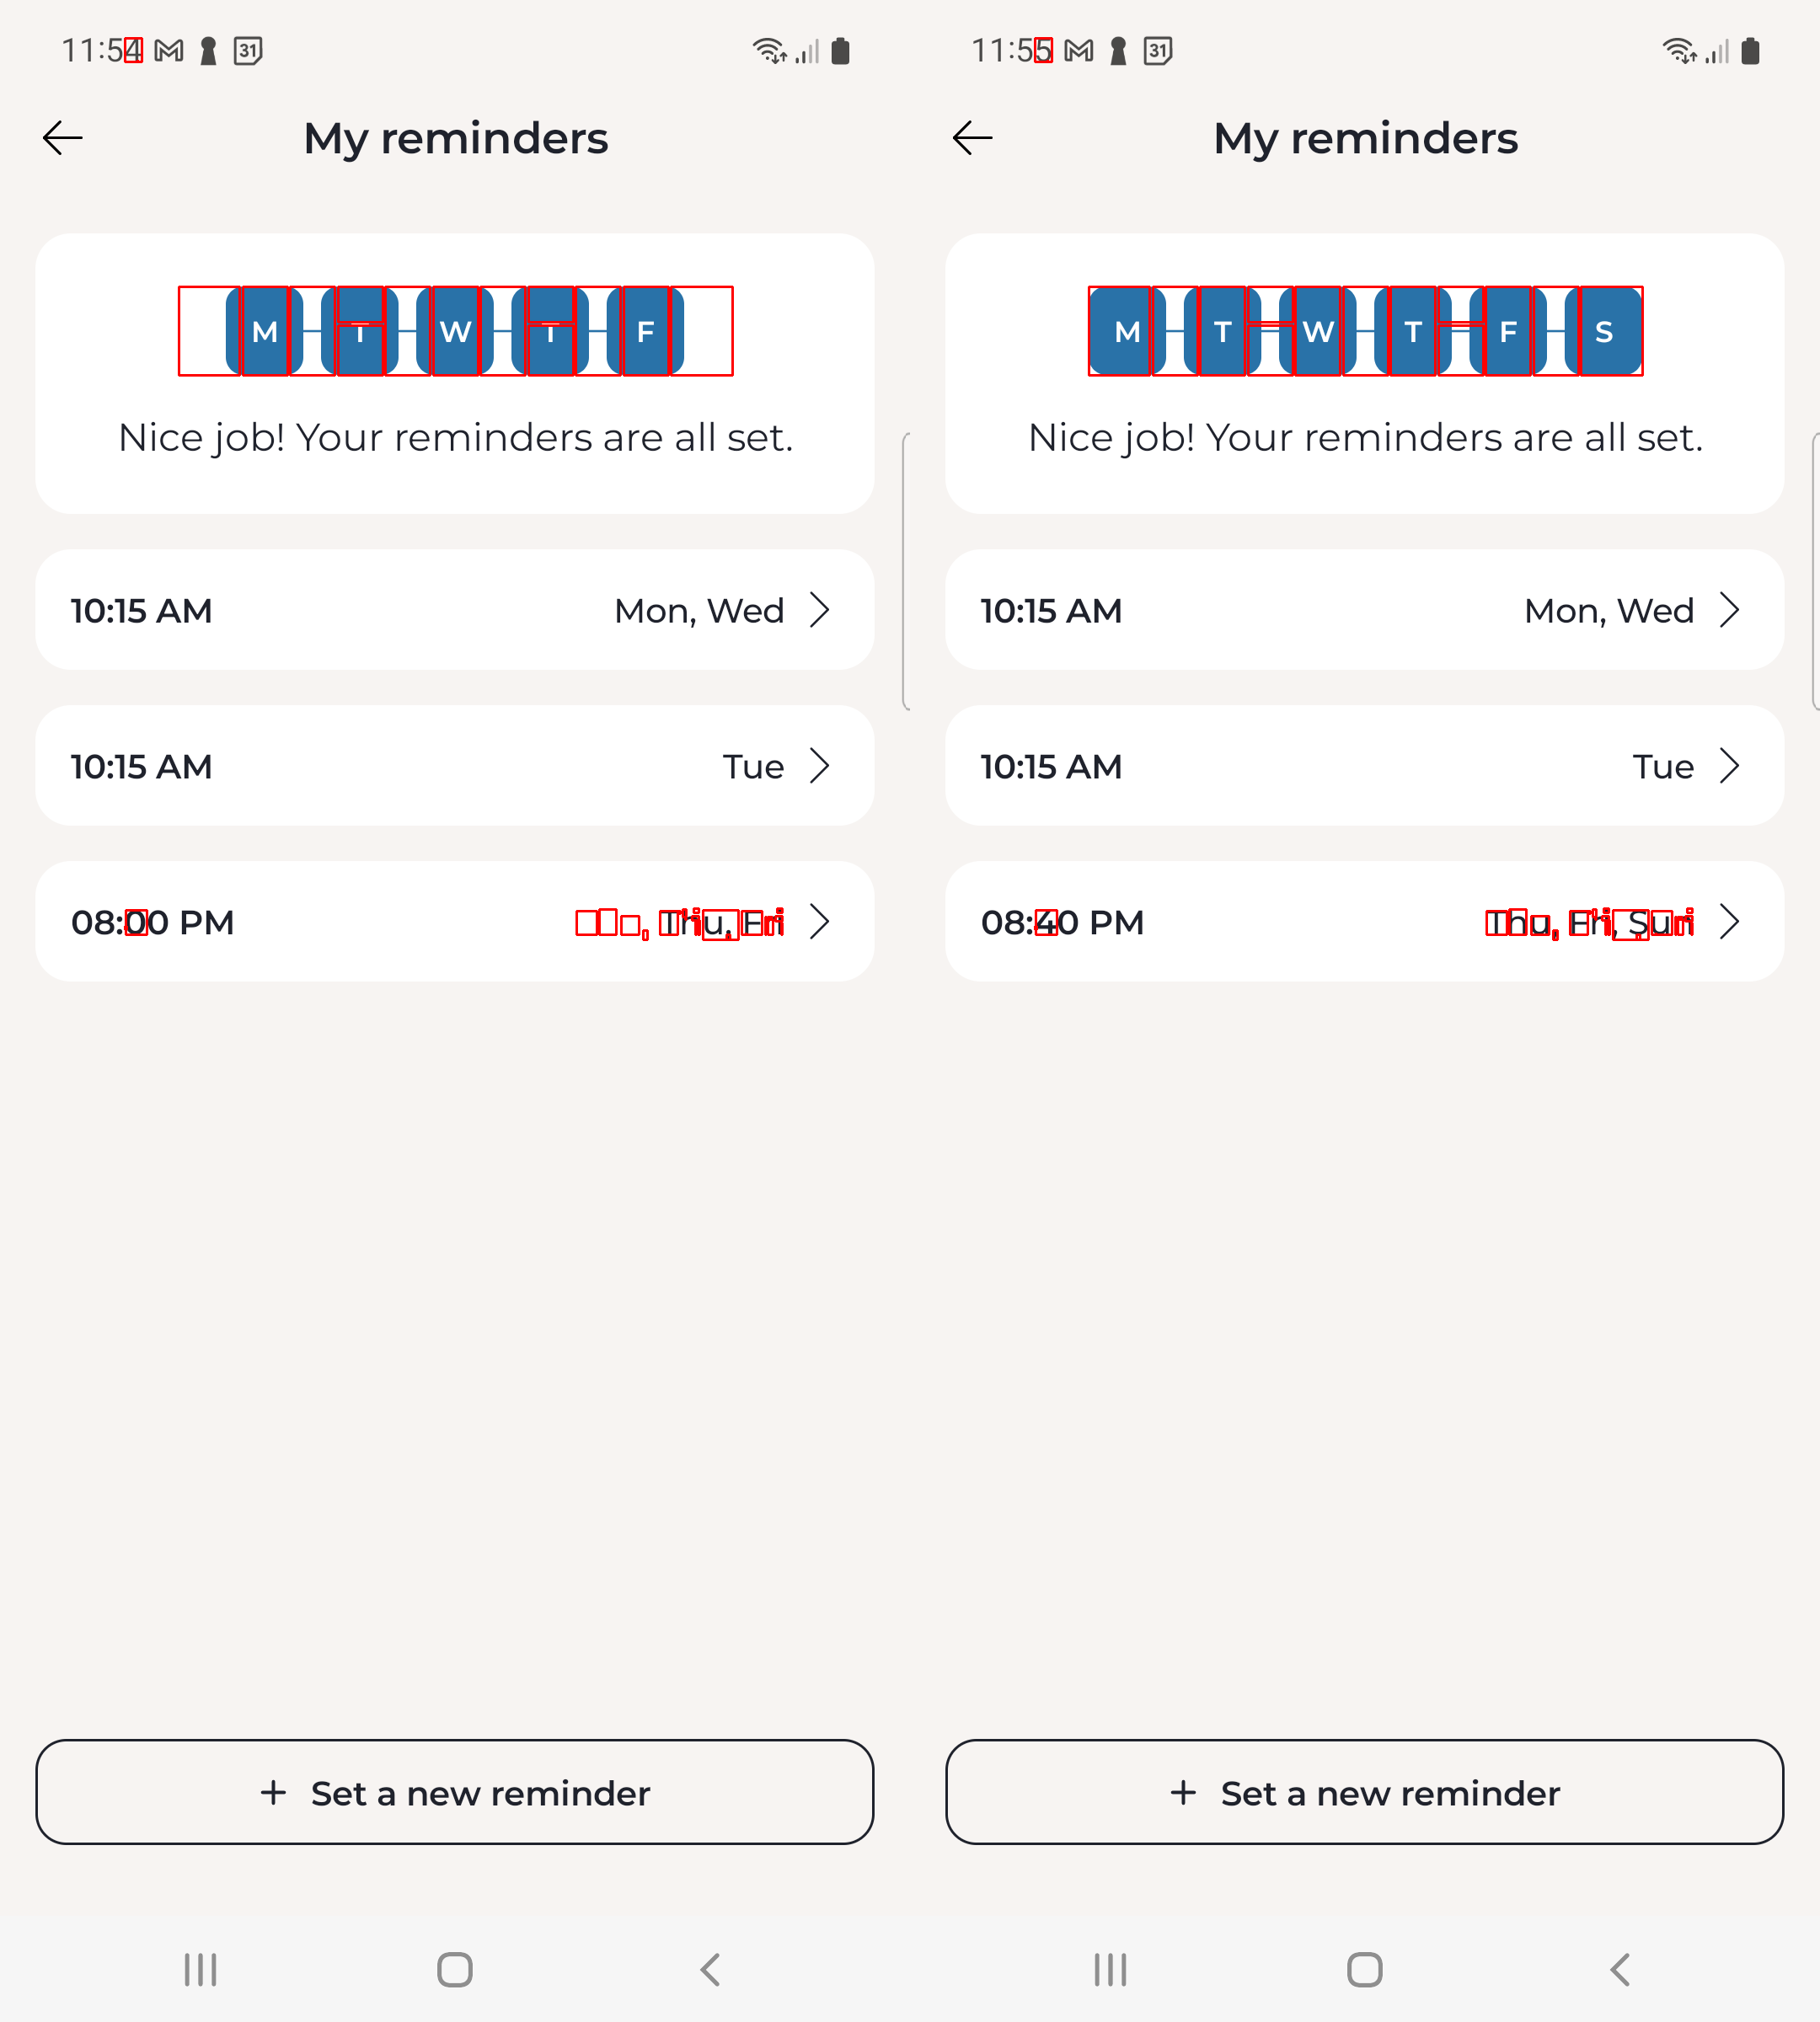 11:54 31
My reminders
M T W T F
Nice job! Your reminders are all set.
10:15 AM Mon, Wed
10:15 AM Tue
08:00 PM Thu, Fri
+ Set a new reminder
11:55 31
My reminders
M T W T F S
Nice job! Your reminders are all set.
10:15 AM Mon, Wed
10:15 AM Tue
08:40 PM Thu, Fri, Sun
+ Set a new reminder